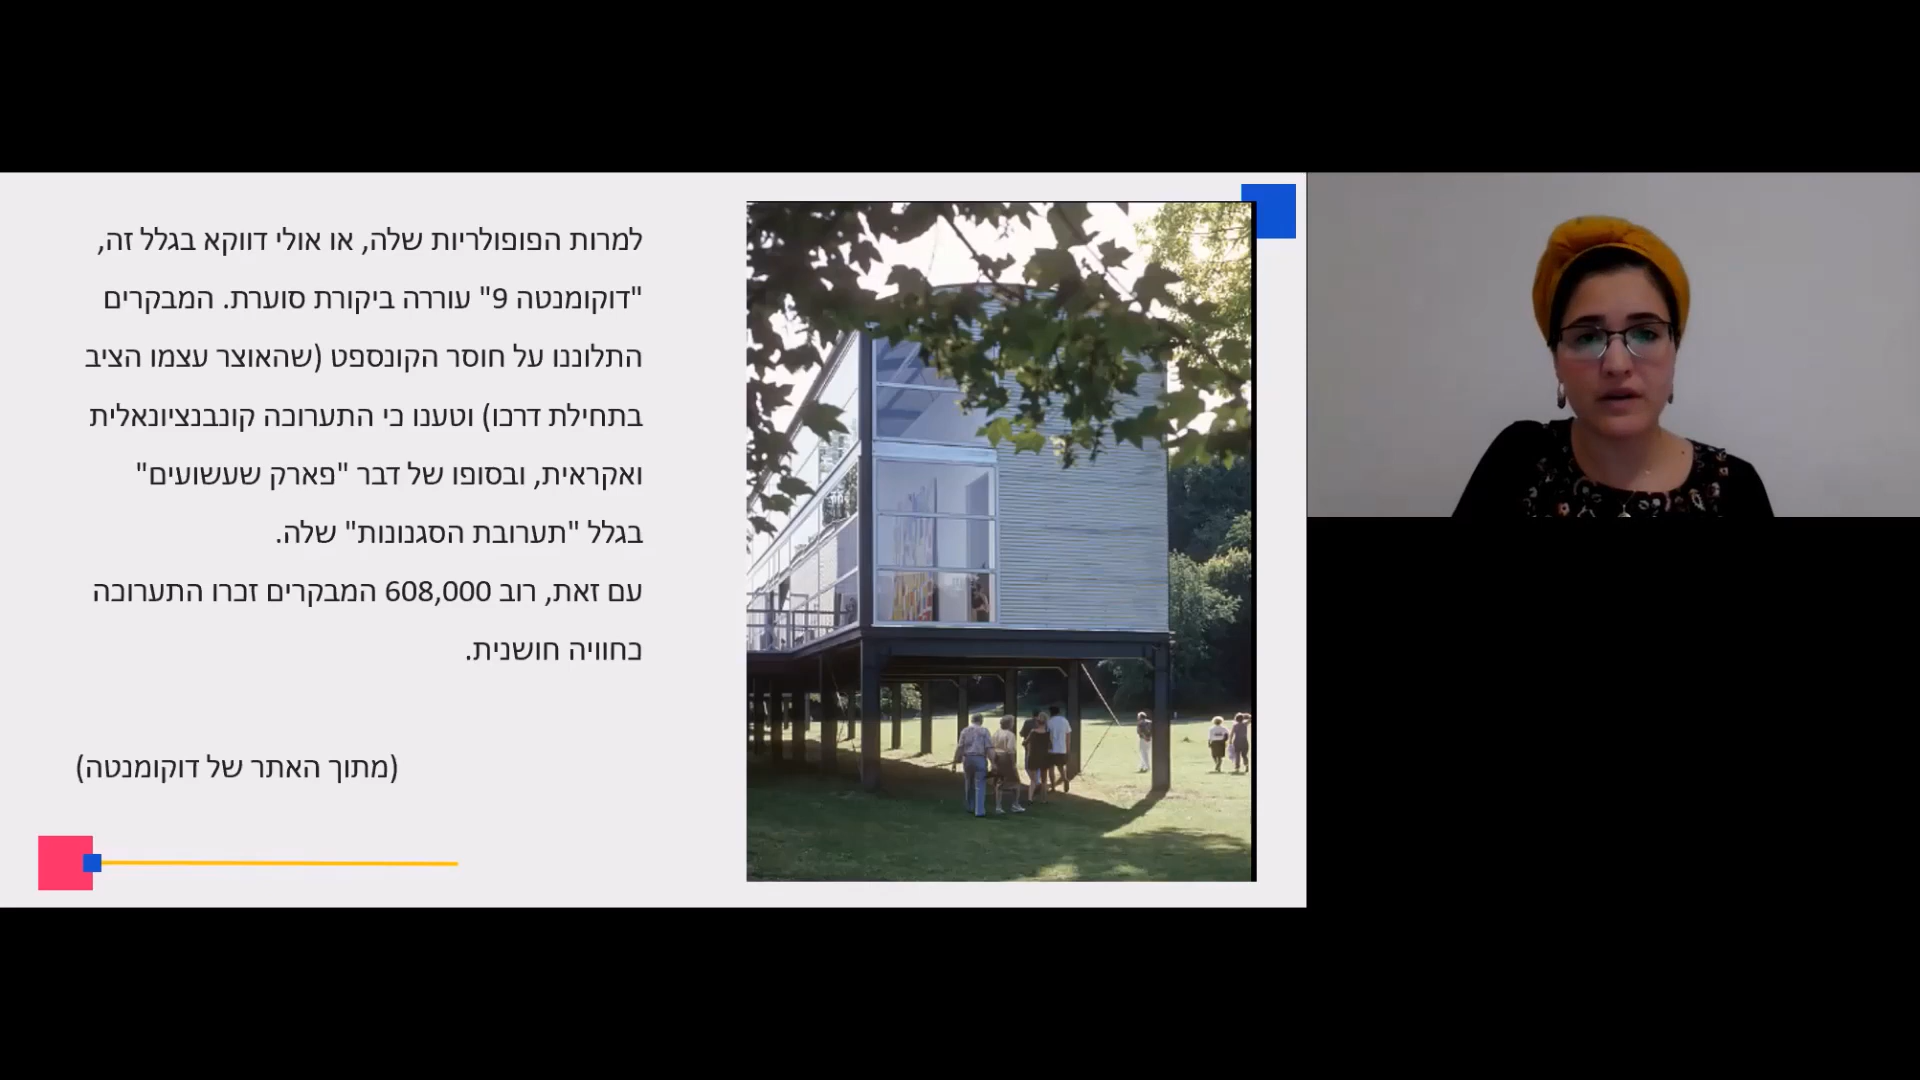 למרות הפופולריות שלה, או אולי דווקא בגלל זה,
"דוקומנטה 9" עוררה ביקורת סוערת. המבקרים
התלוננו על חוסר הקונספט (שהאוצר עצמו הציב
בתחילת דרכו) וטענו כי התערוכה קונבנציונאלית
ואקראית, ובסופו של דבר "פארק שעשועים"
בגלל "תערובת הסגנונות" שלה.
עם זאת, רוב 608,000 המבקרים זכרו התערוכה
כחוויה חושנית.
(מתוך האתר של דוקומנטה)